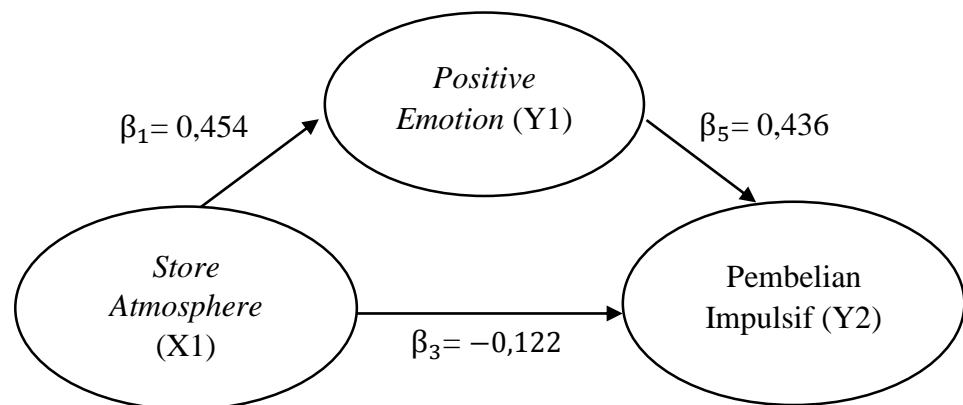 Positive
Emotion (Y1)
β₁= 0,454
β₅= 0,436
Store
Atmosphere
(X1)
Pembelian
Impulsif (Y2)
β₃= −0,122